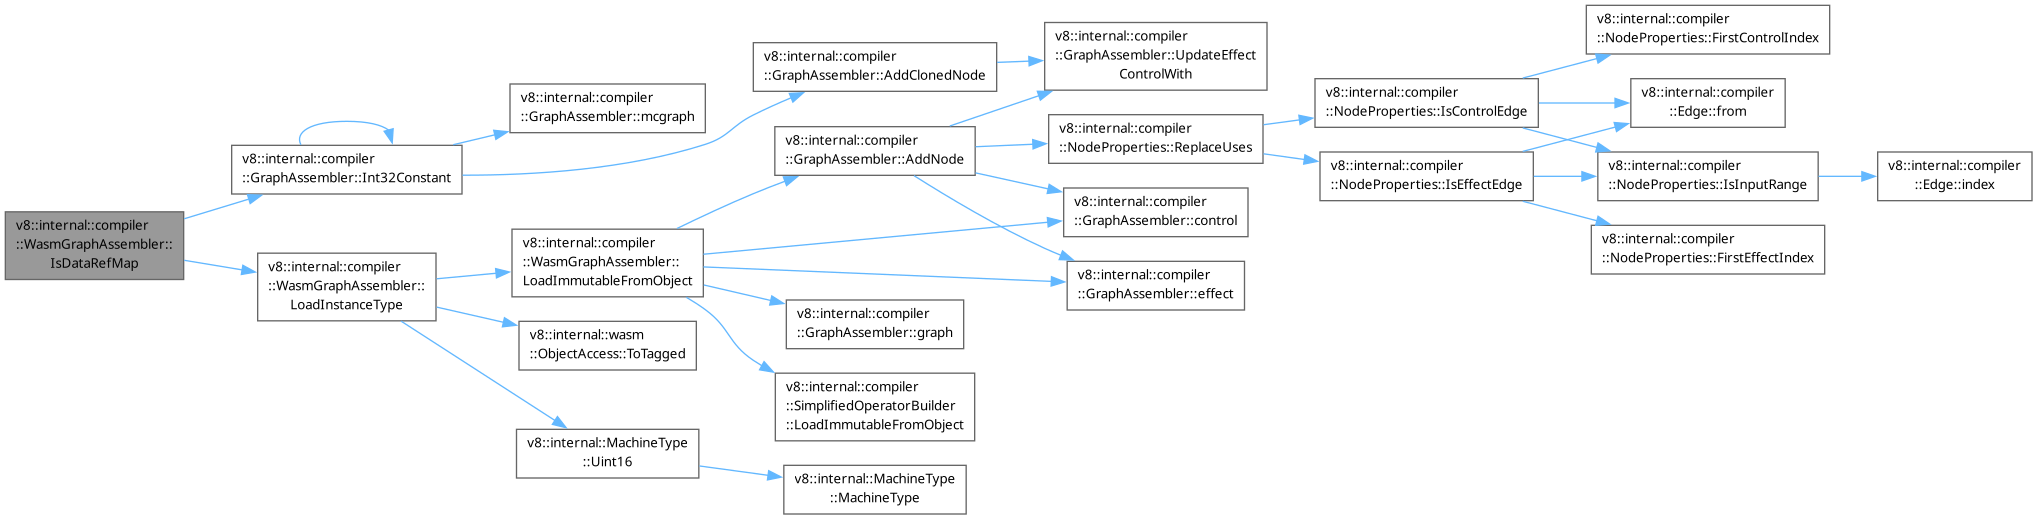 v8::internal::compiler
::WasmGraphAssembler::
IsDataRefMap
v8::internal::compiler
::GraphAssembler::Int32Constant
v8::internal::compiler
::GraphAssembler::mcgraph
v8::internal::compiler
::GraphAssembler::AddClonedNode
v8::internal::compiler
::GraphAssembler::UpdateEffect
ControlWith
v8::internal::compiler
::WasmGraphAssembler::
LoadInstanceType
v8::internal::compiler
::WasmGraphAssembler::
LoadImmutableFromObject
v8::internal::compiler
::GraphAssembler::AddNode
v8::internal::compiler
::NodeProperties::ReplaceUses
v8::internal::compiler
::NodeProperties::IsControlEdge
v8::internal::compiler
::NodeProperties::FirstControlIndex
v8::internal::compiler
::Edge::from
v8::internal::compiler
::NodeProperties::IsInputRange
v8::internal::compiler
::Edge::index
v8::internal::compiler
::NodeProperties::IsEffectEdge
v8::internal::compiler
::NodeProperties::FirstEffectIndex
v8::internal::compiler
::GraphAssembler::control
v8::internal::compiler
::GraphAssembler::effect
v8::internal::compiler
::GraphAssembler::graph
v8::internal::compiler
::SimplifiedOperatorBuilder
::LoadImmutableFromObject
v8::internal::wasm
::ObjectAccess::ToTagged
v8::internal::MachineType
::Uint16
v8::internal::MachineType
::MachineType